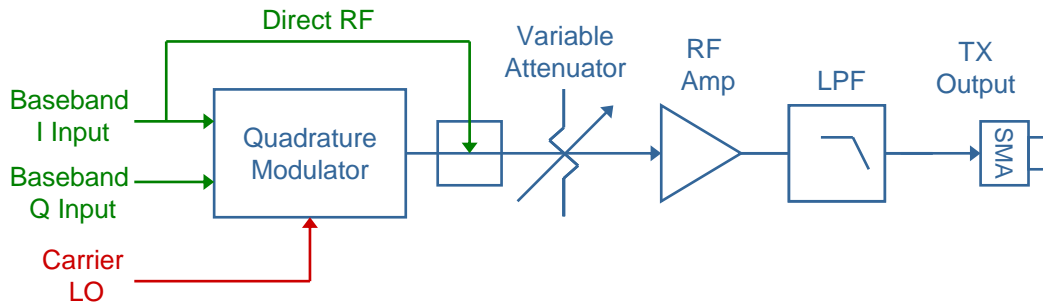 Direct RF
Variable
Attenuator
RF
Amp
LPF
TX
Output
Baseband
I Input
Quadrature
Modulator
SMA
Baseband
Q Input
Carrier
LO